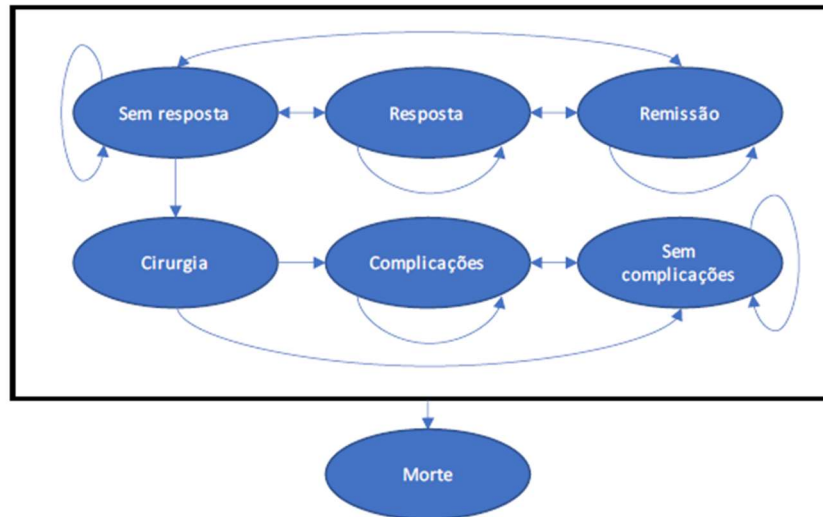 Sem resposta
Resposta
Remissão
Cirurgia
Complicações
Sem
complicações
Morte